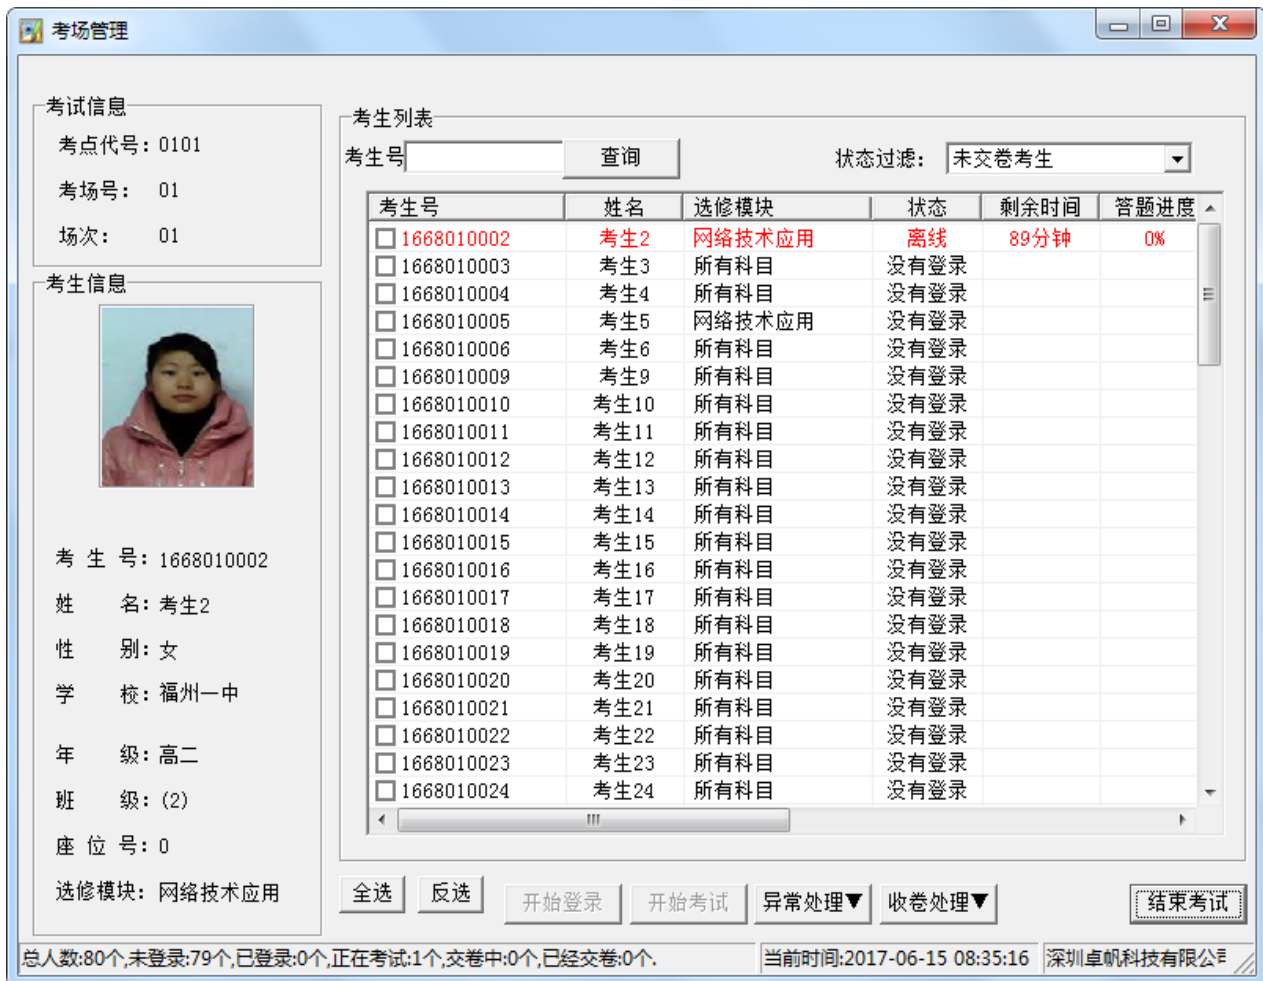 考场管理
考试信息
考点代号: 0101
考场号: 01
场次: 01
考生信息
考 生 号: 1668010002
姓 名: 考生2
性 别: 女
学 校: 福州一中
年 级: 高二
班 级: (2)
座 位 号: 0
选修模块: 网络技术应用
考生列表
考生号 查询 状态过滤: 未交卷考生
考生号 姓名 选修模块 状态 剩余时间 答题进度
1668010002 考生2 网络技术应用 离线 89分钟 0%
1668010003 考生3 所有科目 没有登录
1668010004 考生4 所有科目 没有登录
1668010005 考生5 网络技术应用 没有登录
1668010006 考生6 所有科目 没有登录
1668010009 考生9 所有科目 没有登录
1668010010 考生10 所有科目 没有登录
1668010011 考生11 所有科目 没有登录
1668010012 考生12 所有科目 没有登录
1668010013 考生13 所有科目 没有登录
1668010014 考生14 所有科目 没有登录
1668010015 考生15 所有科目 没有登录
1668010016 考生16 所有科目 没有登录
1668010017 考生17 所有科目 没有登录
1668010018 考生18 所有科目 没有登录
1668010019 考生19 所有科目 没有登录
1668010020 考生20 所有科目 没有登录
1668010021 考生21 所有科目 没有登录
1668010022 考生22 所有科目 没有登录
1668010023 考生23 所有科目 没有登录
1668010024 考生24 所有科目 没有登录
全选 反选 开始登录 开始考试 异常处理▼ 收卷处理▼ 结束考试
总人数:80个,未登录:79个,已登录:0个,正在考试:1个,交卷中:0个,已经交卷:0个. 当前时间:2017-06-15 08:35:16 深圳卓帆科技有限公